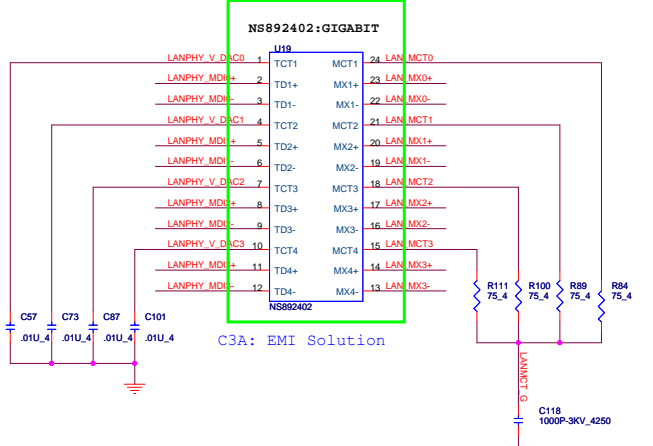 NS892402:GIGABIT
U19
LANPHY_V_DAC0 1 TCT1 MCT1 24 LAN_MCT0
LANPHY_MDI0+ 2 TD1+ MX1+ 23 LAN_MX0+
LANPHY_MDI0- 3 TD1- MX1- 22 LAN_MX0-
LANPHY_V_DAC1 4 TCT2 MCT2 21 LAN_MCT1
LANPHY_MDI1+ 5 TD2+ MX2+ 20 LAN_MX1+
LANPHY_MDI1- 6 TD2- MX2- 19 LAN_MX1-
LANPHY_V_DAC2 7 TCT3 MCT3 18 LAN_MCT2
LANPHY_MDI2+ 8 TD3+ MX3+ 17 LAN_MX2+
LANPHY_MDI2- 9 TD3- MX3- 16 LAN_MX2-
LANPHY_V_DAC3 10 TCT4 MCT4 15 LAN_MCT3
LANPHY_MDI3+ 11 TD4+ MX4+ 14 LAN_MX3+
LANPHY_MDI3- 12 TD4- MX4- 13 LAN_MX3-
NS892402
R111 R100 R89 R84
75_4 75_4 75_4 75_4
C57 C73 C87 C101
.01U_4 .01U_4 .01U_4 .01U_4
C3A: EMI Solution
LANMCT_G
C118
1000P-3KV_4250